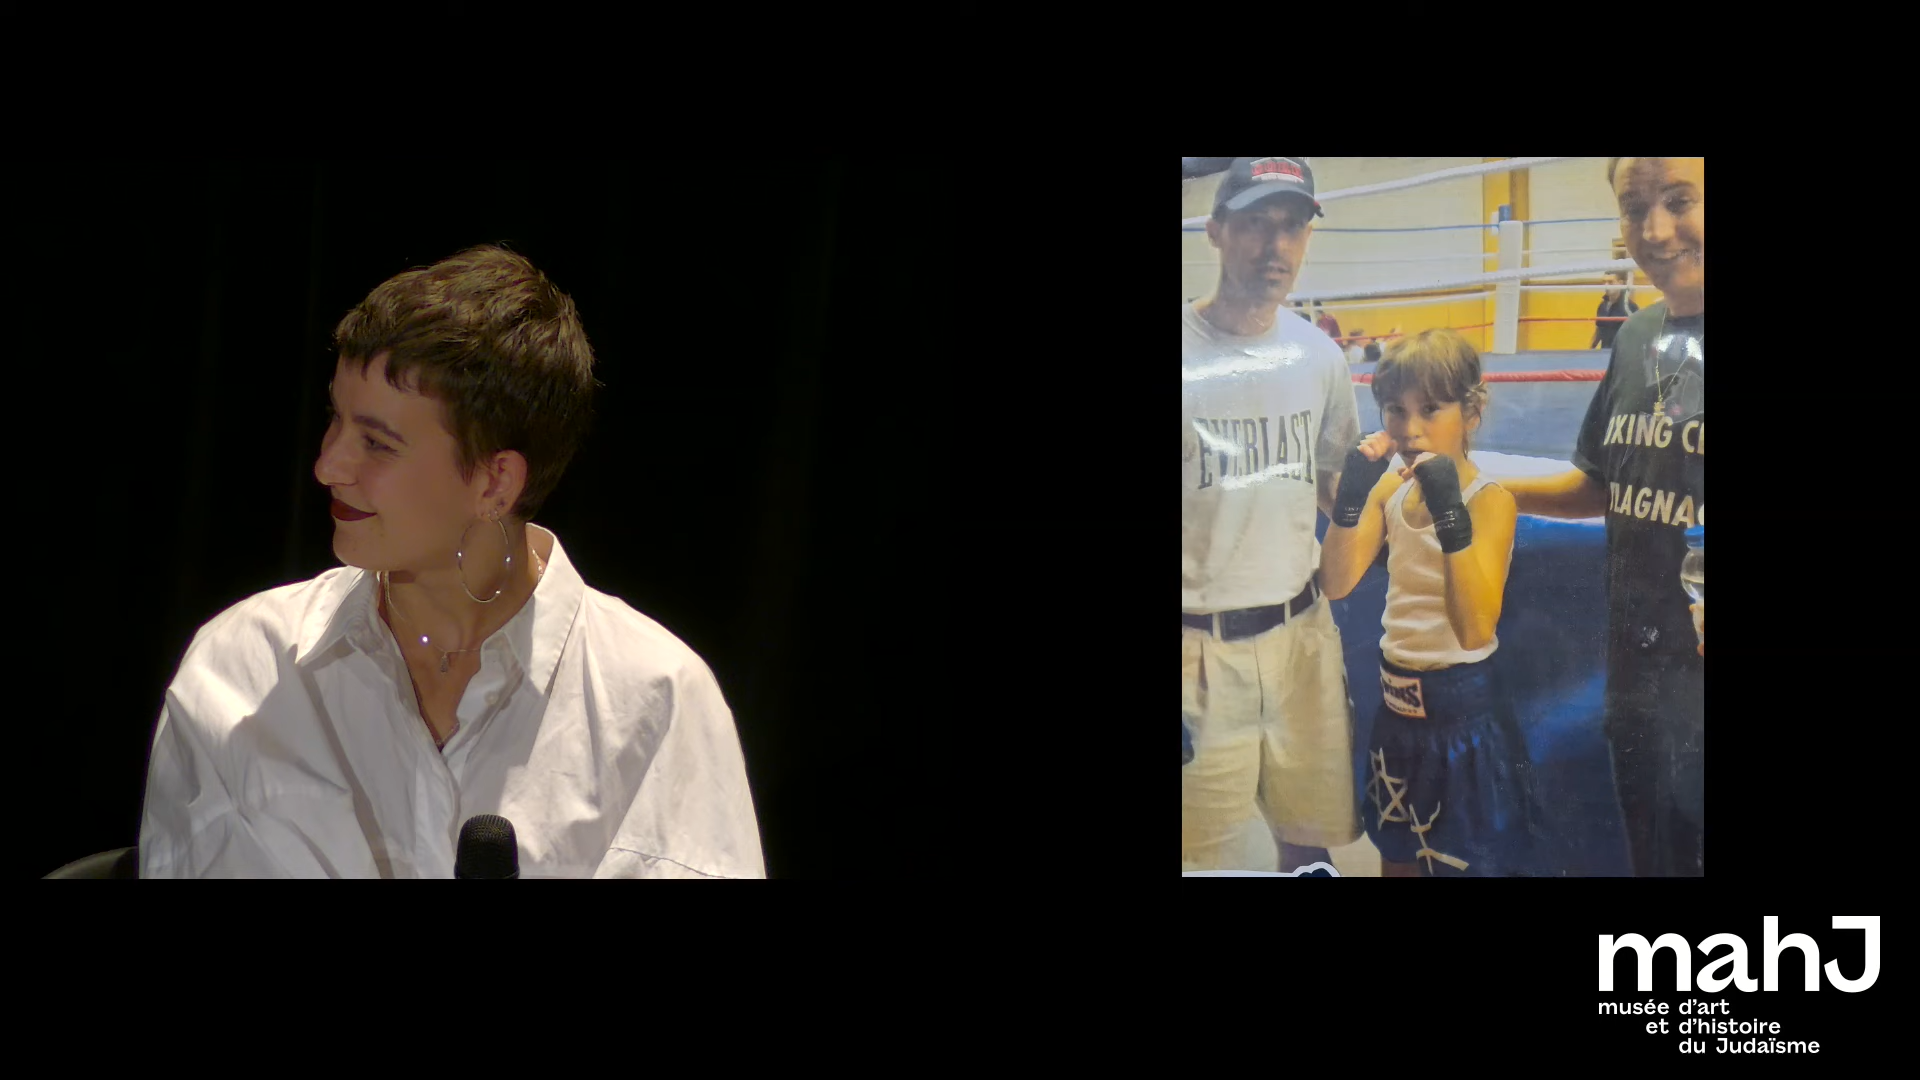 EVERLAST
XING C
LAGNA
mahJ
musée d'art
et d'histoire
du Judaïsme